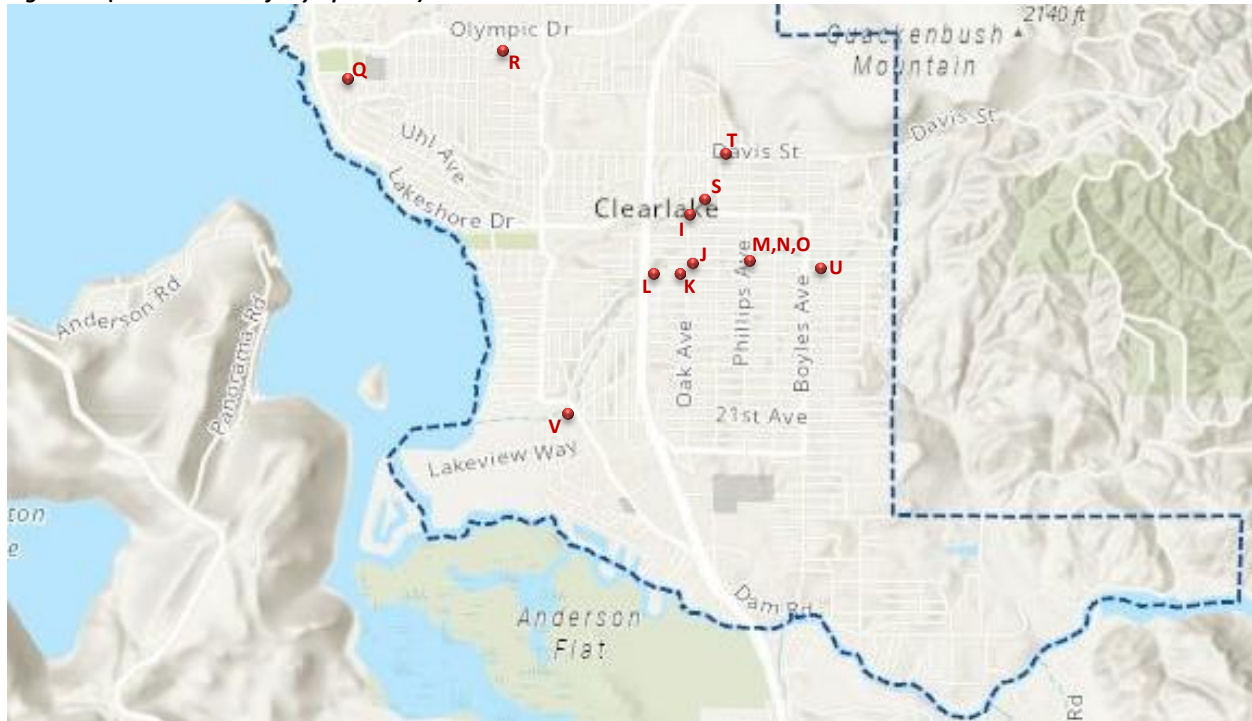 2140 ft
Olympic Dr
Quackenbush
Mountain
R
Q
Davis St
Uhl Ave
T
Davis St
Lakeshore Dr
S
Clearlake
I
J
M,N,O
U
L
K
Anderson Rd
Panorama Rd
Oak Ave
Phillips Ave
Boyles Ave
21st Ave
V
Lakeview Way
ton
e
Dam Rd
Anderson
Flat
Rd